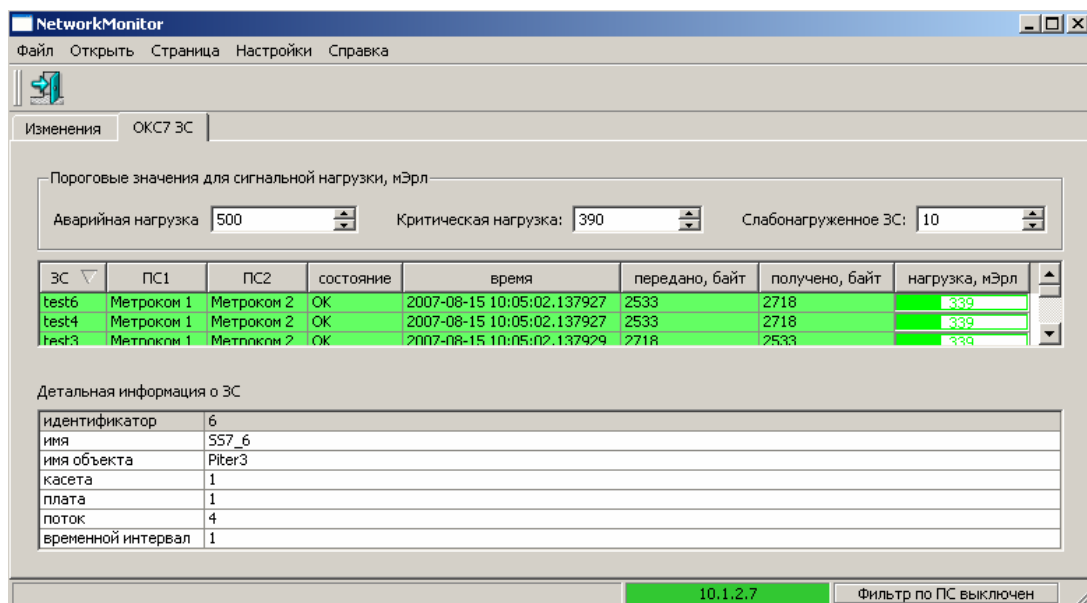 NetworkMonitor
Файл Открыть Страница Настройки Справка
Изменения ОКС7 ЗС
Пороговые значения для сигнальной нагрузки, мЭрл
Аварийная нагрузка 500 Критическая нагрузка: 390 Слабонагруженное ЗС: 10
ЗС ПС1 ПС2 состояние время передано, байт получено, байт нагрузка, мЭрл
test6 Метроком 1 Метроком 2 OK 2007-08-15 10:05:02.137927 2533 2718 339
test4 Метроком 1 Метроком 2 OK 2007-08-15 10:05:02.137927 2533 2718 339
test3 Метроком 1 Метроком 2 OK 2007-08-15 10:05:02.137929 2718 2533 339
Детальная информация о ЗС
идентификатор 6
имя SS7_6
имя объекта Piter3
касета 1
плата 1
поток 4
временной интервал 1
10.1.2.7 Фильтр по ПС выключен